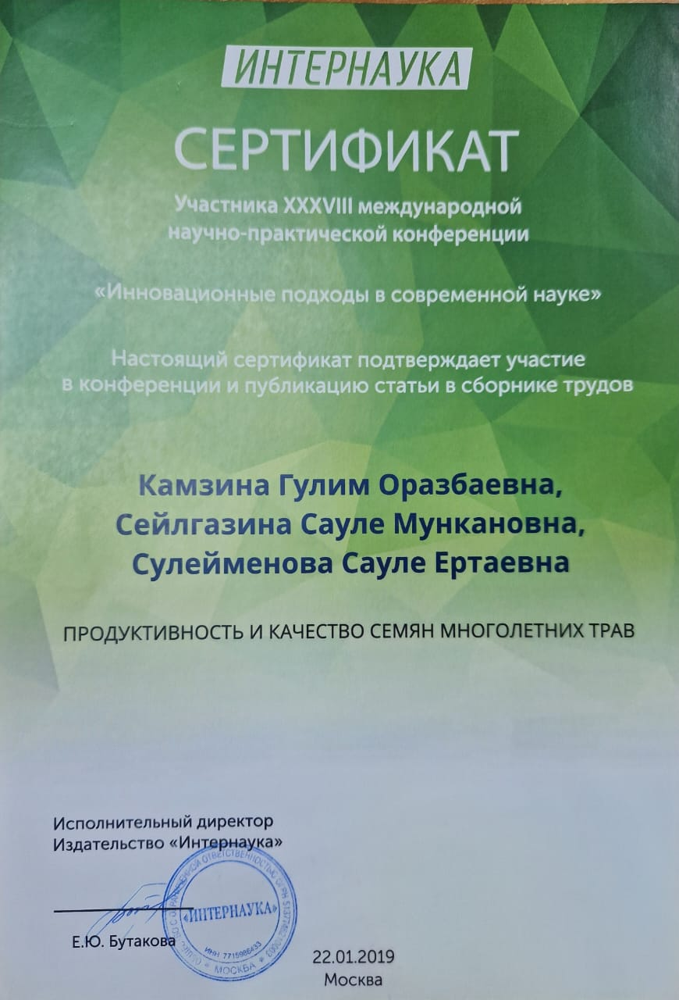 ИНТЕРНАУКА
СЕРТИФИКАТ
Участника XXXVIII международной
научно-практической конференции
«Инновационные подходы в современной науке»
Настоящий сертификат подтверждает участие
в конференции и публикацию статьи в сборнике трудов
Камзина Гулим Оразбаевна,
Сейлгазина Сауле Мункановна,
Сулейменова Сауле Ертаевна
ПРОДУКТИВНОСТЬ И КАЧЕСТВО СЕМЯН МНОГОЛЕТНИХ ТРАВ
Исполнительный директор
Издательство «Интернаука»
ОТВЕТСТВЕННОСТЬЮ ОГРН
«ИНТЕРНАУКА»
ИНН 7715986433
* МОСКВА *
Е.Ю. Бутакова
22.01.2019
Москва